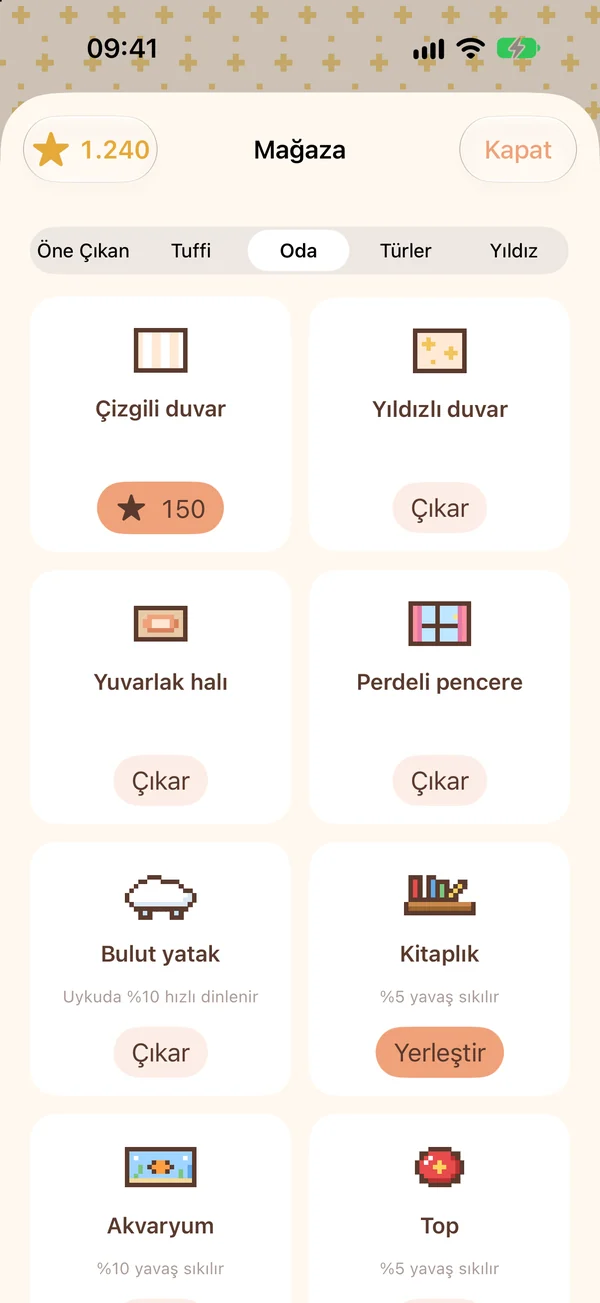 09:41
1.240
Mağaza
Kapat
Öne Çıkan
Tuffi
Oda
Türler
Yıldız
Çizgili duvar
150
Yıldızlı duvar
Çıkar
Yuvarlak halı
Çıkar
Perdeli pencere
Çıkar
Bulut yatak
Uykuda %10 hızlı dinlenir
Çıkar
Kitaplık
%5 yavaş sıkılır
Yerleştir
Akvaryum
%10 yavaş sıkılır
Top
%5 yavaş sıkılır